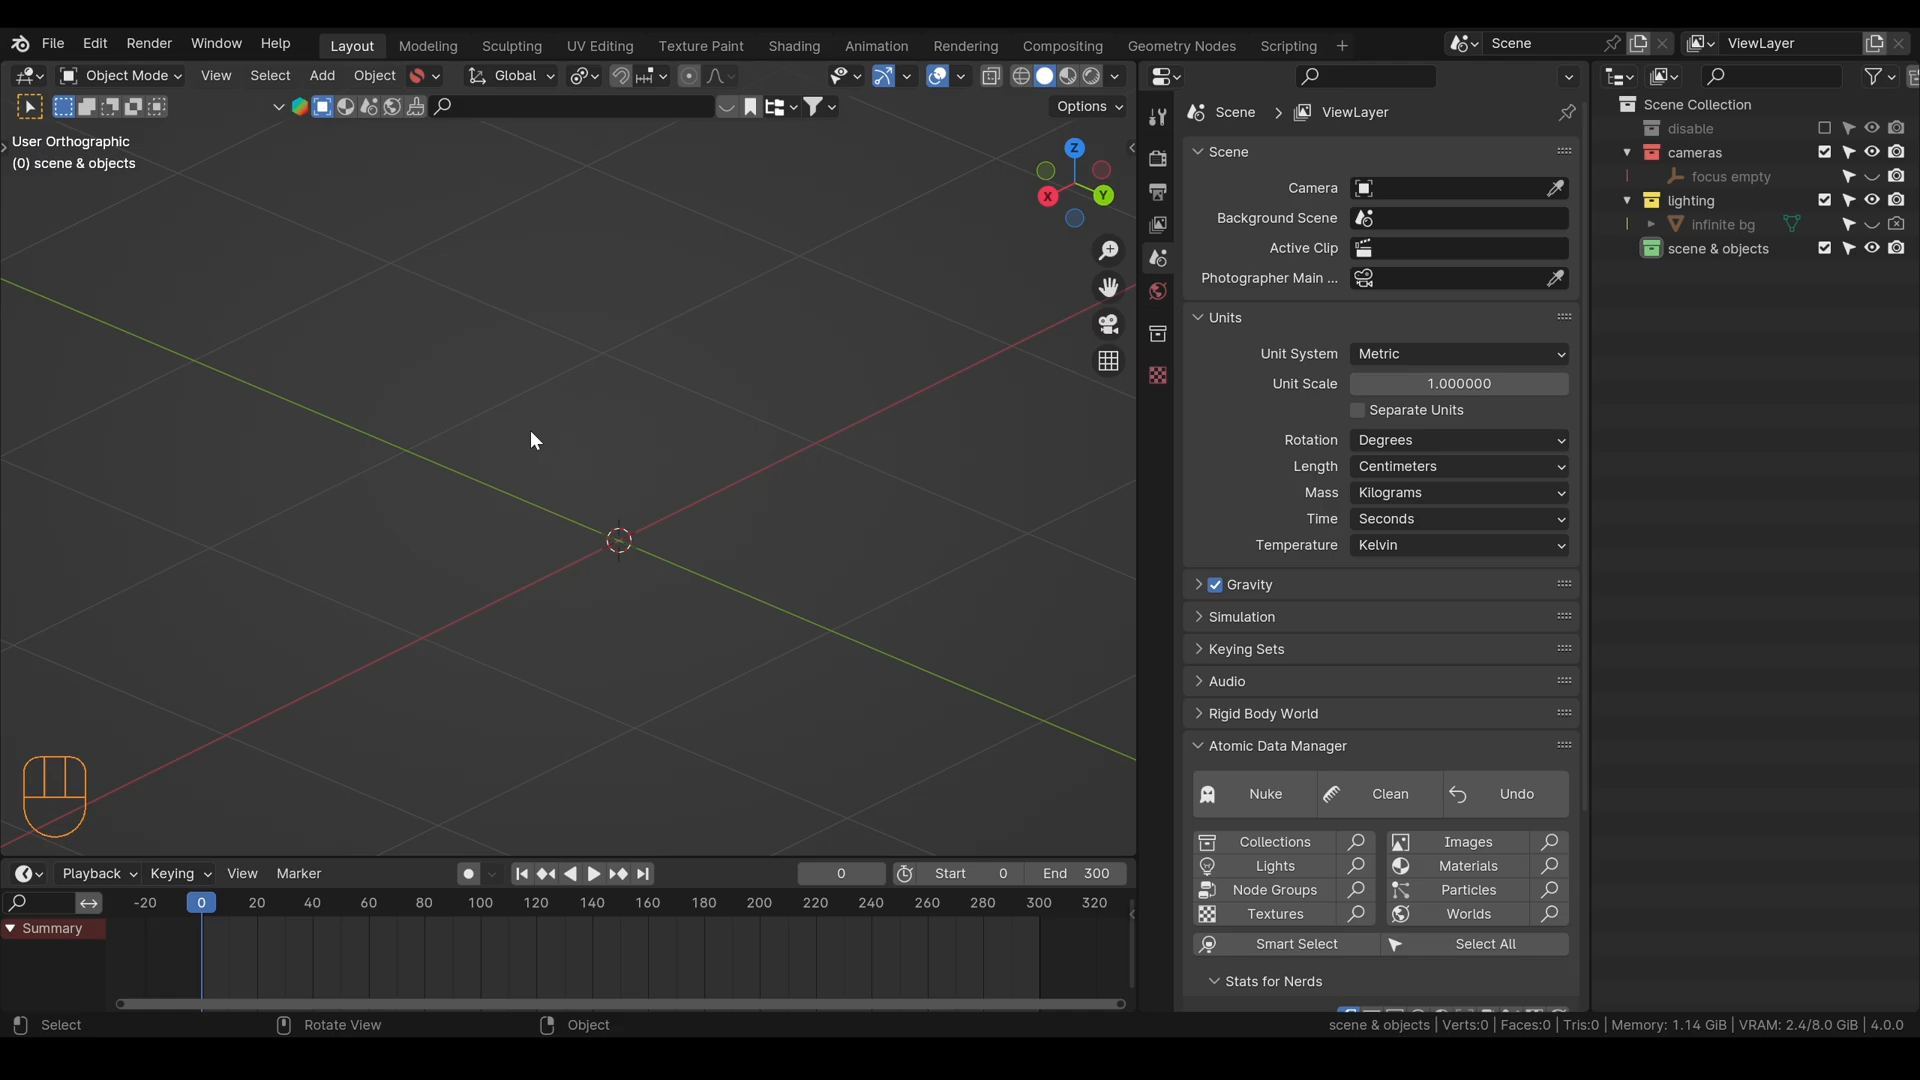 File Edit Render Window Help Layout Modeling Sculpting UV Editing Texture Paint Shading Animation Rendering Compositing Geometry Nodes Scripting + Scene ViewLayer
Object Mode View Select Add Object Global
Options
User Orthographic
(0) scene & objects
Z
X
Y
Scene > ViewLayer
Scene
Camera
Background Scene
Active Clip
Photographer Main ...
Units
Unit System Metric
Unit Scale 1.000000
Separate Units
Rotation Degrees
Length Centimeters
Mass Kilograms
Time Seconds
Temperature Kelvin
Gravity
Simulation
Keying Sets
Audio
Rigid Body World
Atomic Data Manager
Nuke Clean Undo
Collections Images
Lights Materials
Node Groups Particles
Textures Worlds
Smart Select Select All
Stats for Nerds
Scene Collection
disable
cameras
focus empty
lighting
infinite bg
scene & objects
Playback Keying View Marker 0 Start 0 End 300
-20 0 20 40 60 80 100 120 140 160 180 200 220 240 260 280 300 320
Summary
Select Rotate View Object scene & objects | Verts:0 | Faces:0 | Tris:0 | Memory: 1.14 GiB | VRAM: 2.4/8.0 GiB | 4.0.0